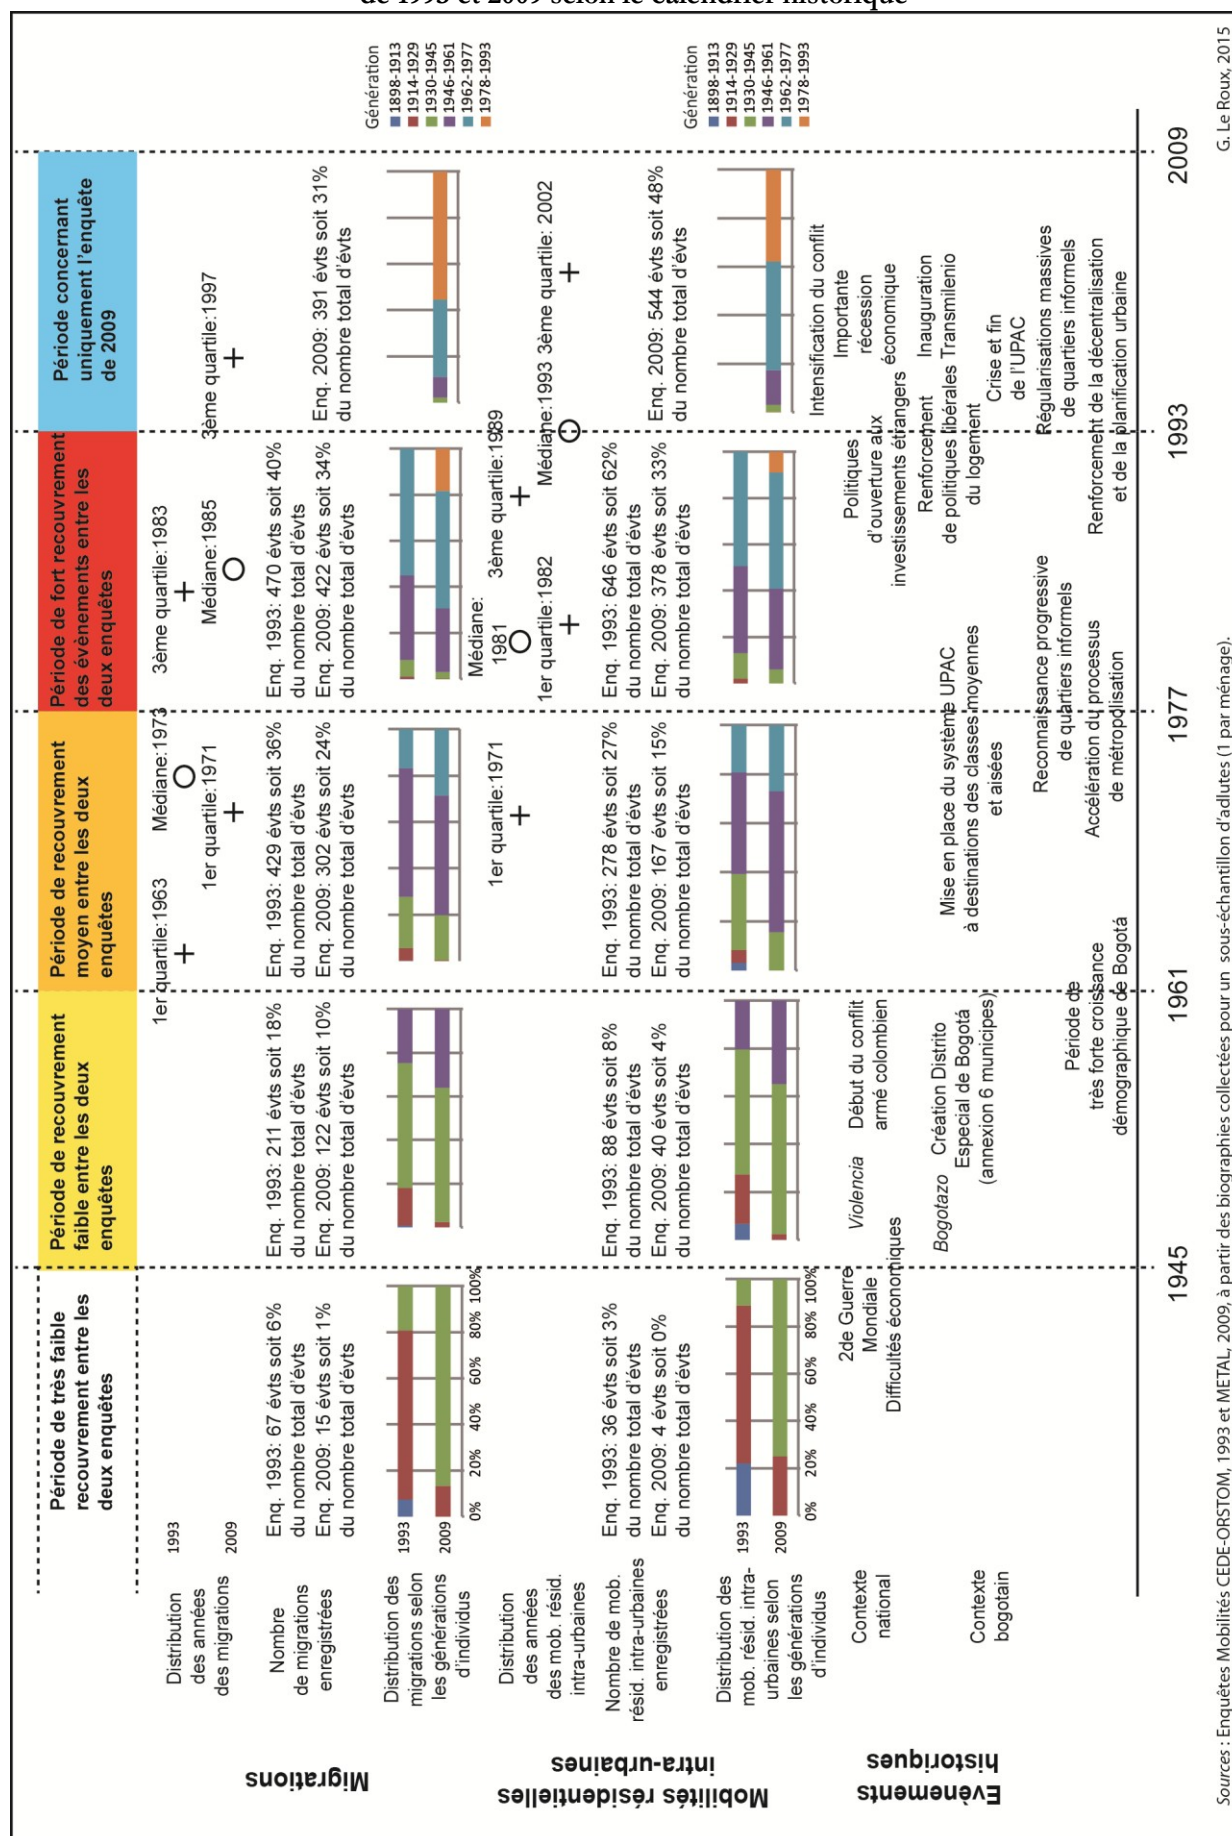 de 1993 et 2009 selon le calendrier historique
Période de très faible
recouvrement entre les
deux enquêtes
Période de recouvrement
faible entre les deux
enquêtes
Période de recouvrement
moyen entre les deux
enquêtes
Période de fort recouvrement
des évènements entre les
deux enquêtes
Période concernant
uniquement l'enquête
de 2009
Migrations
Distribution
des années
des migrations
1993
2009
1er quartile:1963
Médiane:1973
3ème quartile:1983
1er quartile:1971
Médiane:1985
3ème quartile:1997
Nombre
de migrations
enregistrées
Enq. 1993: 67 évts soit 6%
du nombre total d'évts
Enq. 2009: 15 évts soit 1%
du nombre total d'évts
Enq. 1993: 211 évts soit 18%
du nombre total d'évts
Enq. 2009: 122 évts soit 10%
du nombre total d'évts
Enq. 1993: 429 évts soit 36%
du nombre total d'évts
Enq. 2009: 302 évts soit 24%
du nombre total d'évts
Enq. 1993: 470 évts soit 40%
du nombre total d'évts
Enq. 2009: 422 évts soit 34%
du nombre total d'évts
Enq. 2009: 391 évts soit 31%
du nombre total d'évts
Distribution des
migrations selon
les générations
d'individus
1993
2009
0% 20% 40% 60% 80% 100%
Génération
1898-1913
1914-1929
1930-1945
1946-1961
1962-1977
1978-1993
Mobilités résidentielles
intra-urbaines
Distribution
des années
des mob. résid.
intra-urbaines
1er quartile:1971
Médiane:
1981
3ème quartile:1989
1er quartile:1982
Médiane:1993
3ème quartile: 2002
Nombre de mob.
résid. intra-urbaines
enregistrées
Enq. 1993: 36 évts soit 3%
du nombre total d'évts
Enq. 2009: 4 évts soit 0%
du nombre total d'évts
Enq. 1993: 88 évts soit 8%
du nombre total d'évts
Enq. 2009: 40 évts soit 4%
du nombre total d'évts
Enq. 1993: 278 évts soit 27%
du nombre total d'évts
Enq. 2009: 167 évts soit 15%
du nombre total d'évts
Enq. 1993: 646 évts soit 62%
du nombre total d'évts
Enq. 2009: 378 évts soit 33%
du nombre total d'évts
Enq. 2009: 544 évts soit 48%
du nombre total d'évts
Distribution des
mob. résid. intra-
urbaines selon
les générations
d'individus
1993
2009
0% 20% 40% 60% 80% 100%
Génération
1898-1913
1914-1929
1930-1945
1946-1961
1962-1977
1978-1993
Evènements
historiques
Contexte
national
2de Guerre
Mondiale
Difficultés économiques
Violencia
Début du conflit
armé colombien
Politiques
d'ouverture aux
investissements étrangers
Intensification du conflit
Importante
récession
économique
Contexte
bogotain
Bogotazo
Création Distrito
Especial de Bogotá
(annexion 6 municipes)
Période de
très forte croissance
démographique de Bogotá
Mise en place du système UPAC
à destinations des classes moyennes
et aisées
Reconnaissance progressive
de quartiers informels
Accélération du processus
de métropolisation
Renforcement
de politiques libérales
du logement
Inauguration
Transmilenio
Crise et fin
de l'UPAC
Régularisations massives
de quartiers informels
Renforcement de la décentralisation
et de la planification urbaine
1945
1961
1977
1993
2009
Sources : Enquêtes Mobilités CEDE-ORSTOM, 1993 et METAL, 2009, à partir des biographies collectées pour un sous-échantillon d'adlutes (1 par ménage).
G. Le Roux, 2015